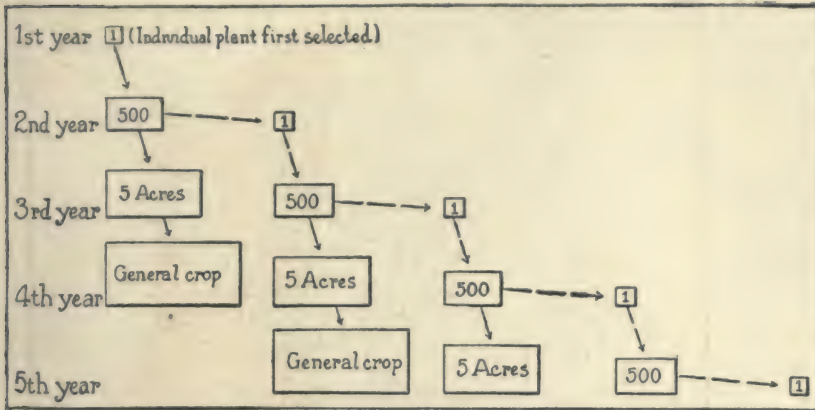 1st year 1 (Individual plant first selected)
2nd year 500 1
3rd year 5 Acres 500 1
4th year General crop 5 Acres 500 1
5th year General crop 5 Acres 500 1